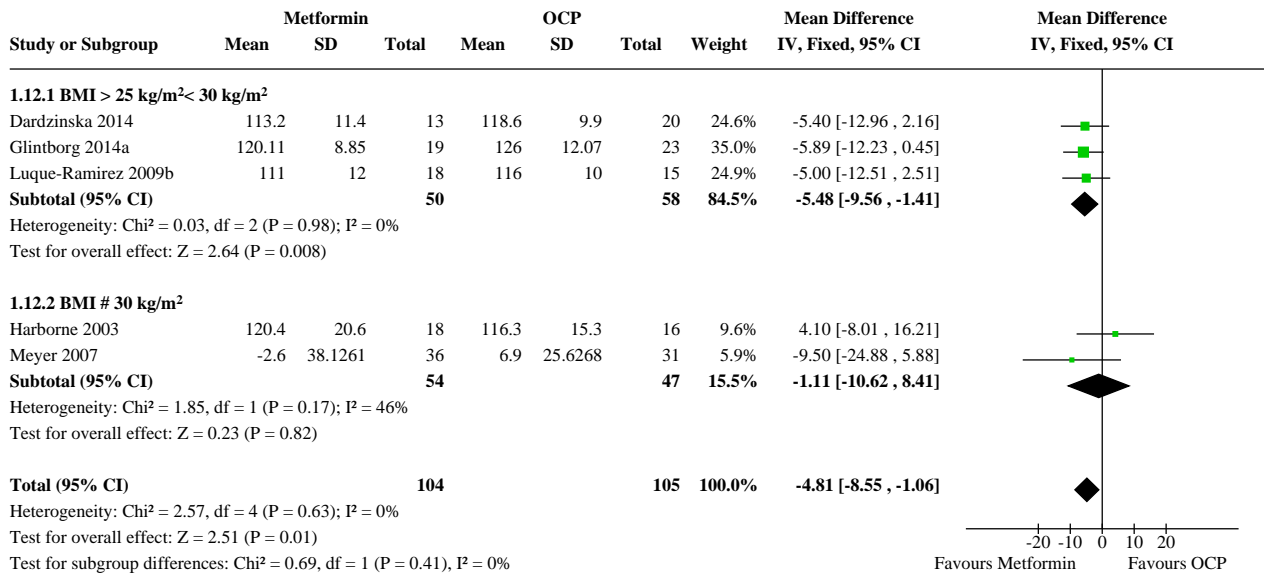 Metformin OCP Mean Difference Mean Difference
Study or Subgroup Mean SD Total Mean SD Total Weight IV, Fixed, 95% CI IV, Fixed, 95% CI
1.12.1 BMI > 25 kg/m²< 30 kg/m²
Dardzinska 2014 113.2 11.4 13 118.6 9.9 20 24.6% -5.40 [-12.96 , 2.16]
Glintborg 2014a 120.11 8.85 19 126 12.07 23 35.0% -5.89 [-12.23 , 0.45]
Luque-Ramirez 2009b 111 12 18 116 10 15 24.9% -5.00 [-12.51 , 2.51]
Subtotal (95% CI) 50 58 84.5% -5.48 [-9.56 , -1.41]
Heterogeneity: Chi² = 0.03, df = 2 (P = 0.98); I² = 0%
Test for overall effect: Z = 2.64 (P = 0.008)
1.12.2 BMI # 30 kg/m²
Harborne 2003 120.4 20.6 18 116.3 15.3 16 9.6% 4.10 [-8.01 , 16.21]
Meyer 2007 -2.6 38.1261 36 6.9 25.6268 31 5.9% -9.50 [-24.88 , 5.88]
Subtotal (95% CI) 54 47 15.5% -1.11 [-10.62 , 8.41]
Heterogeneity: Chi² = 1.85, df = 1 (P = 0.17); I² = 46%
Test for overall effect: Z = 0.23 (P = 0.82)
Total (95% CI) 104 105 100.0% -4.81 [-8.55 , -1.06]
Heterogeneity: Chi² = 2.57, df = 4 (P = 0.63); I² = 0%
Test for overall effect: Z = 2.51 (P = 0.01)
-20 -10 0 10 20
Test for subgroup differences: Chi² = 0.69, df = 1 (P = 0.41), I² = 0% Favours Metformin Favours OCP